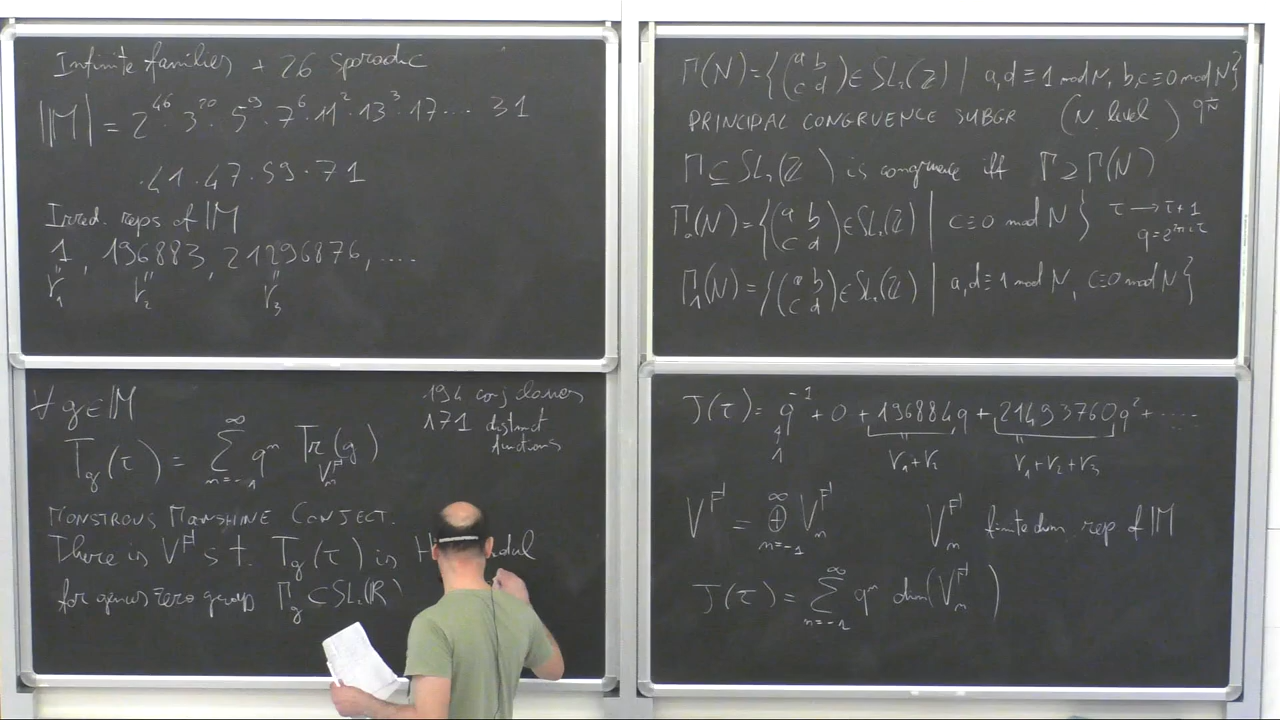 Infinite families + 26 sporadic
|𝕄| = 2^46 · 3^20 · 5^9 · 7^6 · 11^2 · 13^3 · 17 .... 31
· 41 · 47 · 59 · 71
Irred. reps of 𝕄
1, 196883, 21296876, ....
" " "
V_1 V_2 V_3
∀ g ∈ 𝕄
194 conj classes
171 distinct
functions
T_g(τ) = Σ_{n=-1}^∞ q^n Tr_{V_n^♮}(g)
MONSTROUS MOONSHINE CONJECT.
There is V^♮ s.t. T_g(τ) is
for genus zero group Γ_g ⊂ SL_2(ℝ)
Γ(N) = {(a b c d) ∈ SL_2(ℤ) | a,d ≡ 1 mod N, b,c ≡ 0 mod N}
PRINCIPAL CONGRUENCE SUBGR (N level) q^{1/N}
Γ ⊆ SL_2(ℤ) is congruence iff Γ ⊇ Γ(N)
Γ_0(N) = {(a b c d) ∈ SL_2(ℤ) | c ≡ 0 mod N} τ → τ+1
q = e^{2πiτ}
Γ_1(N) = {(a b c d) ∈ SL_2(ℤ) | a,d ≡ 1 mod N, c ≡ 0 mod N}
J(τ) = q^{-1} + 0 + 196884 q + 21493760 q^2 + ....
1 V_1+V_2 V_1+V_2+V_3
V^♮ = ⊕_{n=-1}^∞ V_n^♮ V_n^♮ finite dim. rep of 𝕄
J(τ) = Σ_{n=-1}^∞ q^n dim(V_n^♮)